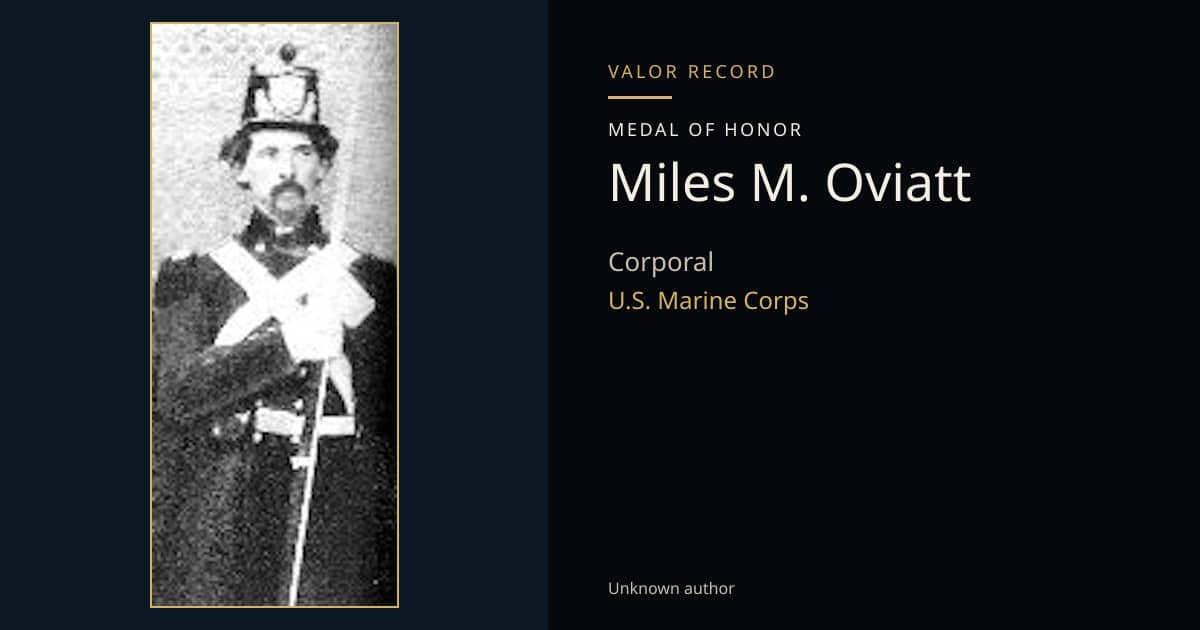 VALOR RECORD
MEDAL OF HONOR
Miles M. Oviatt
Corporal
U.S. Marine Corps
Unknown author